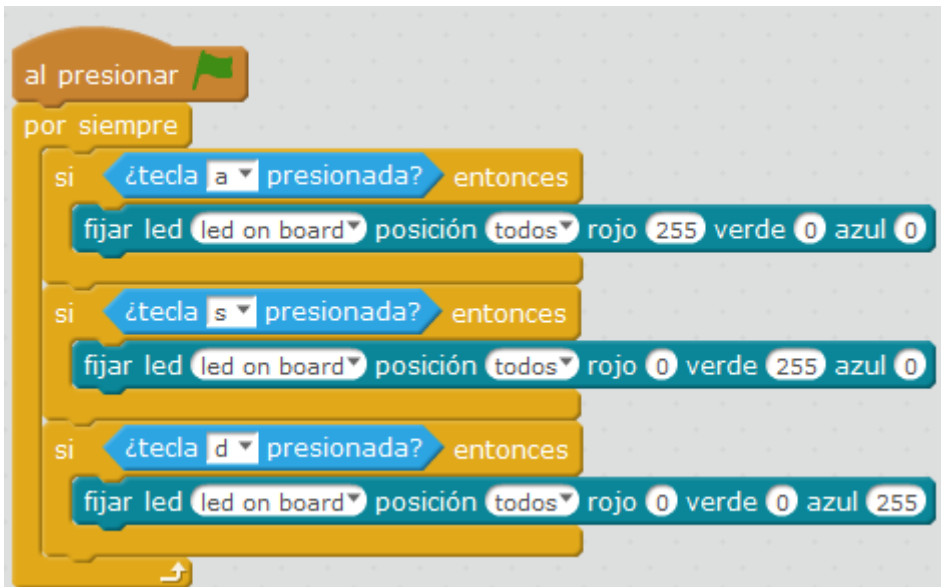 al presionar
por siempre
si ¿tecla a presionada? entonces
fijar led led on board posición todos rojo 255 verde 0 azul 0
si ¿tecla s presionada? entonces
fijar led led on board posición todos rojo 0 verde 255 azul 0
si ¿tecla d presionada? entonces
fijar led led on board posición todos rojo 0 verde 0 azul 255